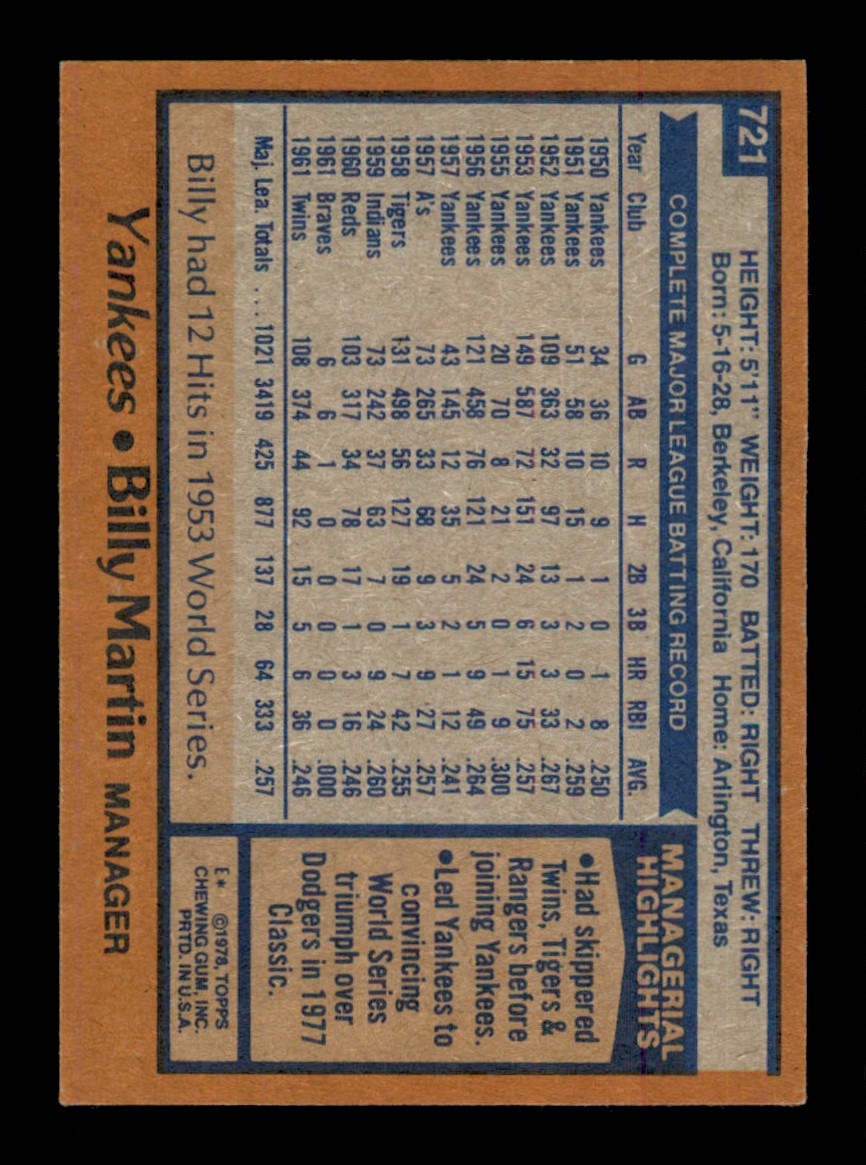 721
HEIGHT: 5'11" WEIGHT: 170 BATTED: RIGHT THREW: RIGHT
Born: 5-16-28, Berkeley, California Home: Arlington, Texas
COMPLETE MAJOR LEAGUE BATTING RECORD
Year Club G AB R H 2B 3B HR RBI AVG.
1950 Yankees 34 36 10 9 1 0 1 8 .250
1951 Yankees 51 58 10 15 1 2 0 2 .259
1952 Yankees 109 363 32 97 13 3 3 33 .267
1953 Yankees 149 587 72 151 24 6 15 75 .257
1955 Yankees 20 70 8 21 2 0 1 9 .300
1956 Yankees 121 458 76 121 24 5 9 49 .264
1957 Yankees 43 145 12 35 5 2 1 12 .241
1957 A's 73 265 33 68 9 3 9 27 .257
1958 Tigers 131 498 56 127 19 1 7 42 .255
1959 Indians 73 242 37 63 7 0 9 24 .260
1960 Reds 103 317 34 78 17 1 3 16 .246
1961 Braves 6 6 1 0 0 0 0 0 .000
1961 Twins 108 374 44 92 15 5 6 36 .246
Maj. Lea. Totals ... 1021 3419 425 877 137 28 64 333 .257
Billy had 12 Hits in 1953 World Series.
MANAGERIAL
HIGHLIGHTS
•Had skippered
Twins, Tigers &
Rangers before
joining Yankees.
•Led Yankees to
convincing
World Series
triumph over
Dodgers in 1977
Classic.
E* ©1978, TOPPS
CHEWING GUM, INC.
PRTD. IN U.S.A.
Yankees • Billy Martin MANAGER